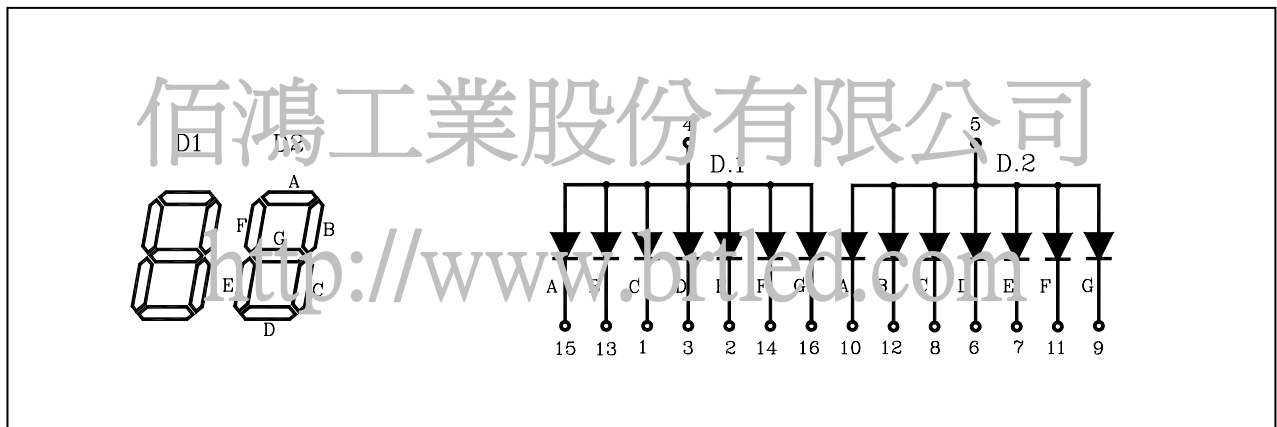 佰鴻工業股份有限公司
D1 D2
4 5
D.1 D.2
A
F B
G
E C
D
http://www.brtled.com
A B C D E F G A B C D E F G
15 13 1 3 2 14 16 10 12 8 6 7 11 9